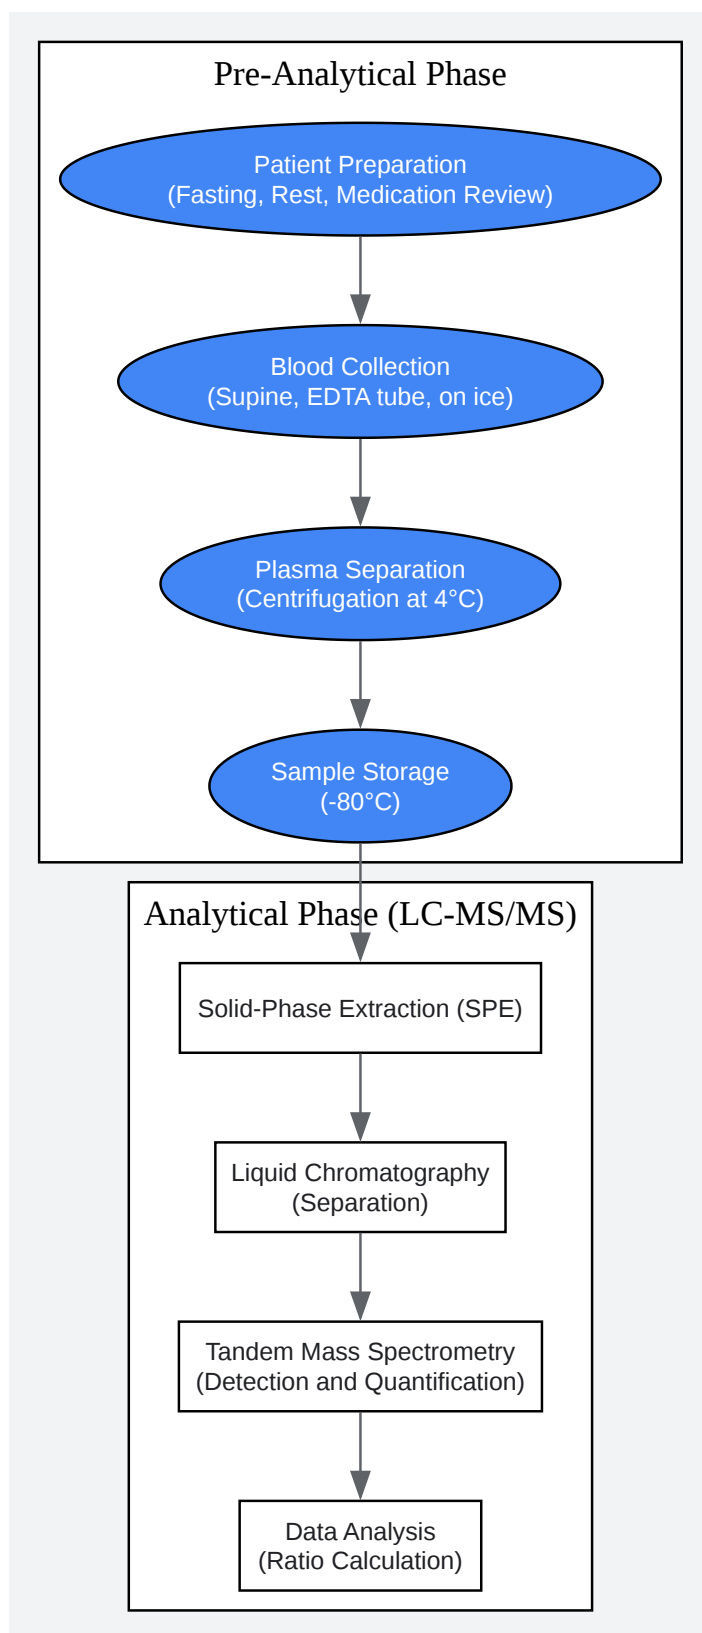 Pre-Analytical Phase
Patient Preparation
(Fasting, Rest, Medication Review)
Blood Collection
(Supine, EDTA tube, on ice)
Plasma Separation
(Centrifugation at 4°C)
Sample Storage
(-80°C)
Analytical Phase (LC-MS/MS)
Solid-Phase Extraction (SPE)
Liquid Chromatography
(Separation)
Tandem Mass Spectrometry
(Detection and Quantification)
Data Analysis
(Ratio Calculation)